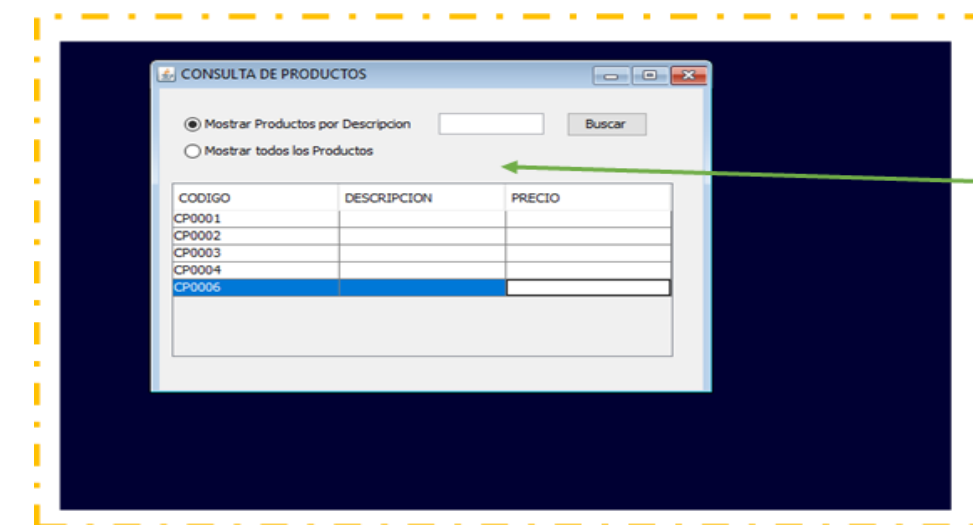 CONSULTA DE PRODUCTOS
Mostrar Productos por Descripcion Buscar
Mostrar todos los Productos
CODIGO DESCRIPCION PRECIO
CP0001
CP0002
CP0003
CP0004
CP0006